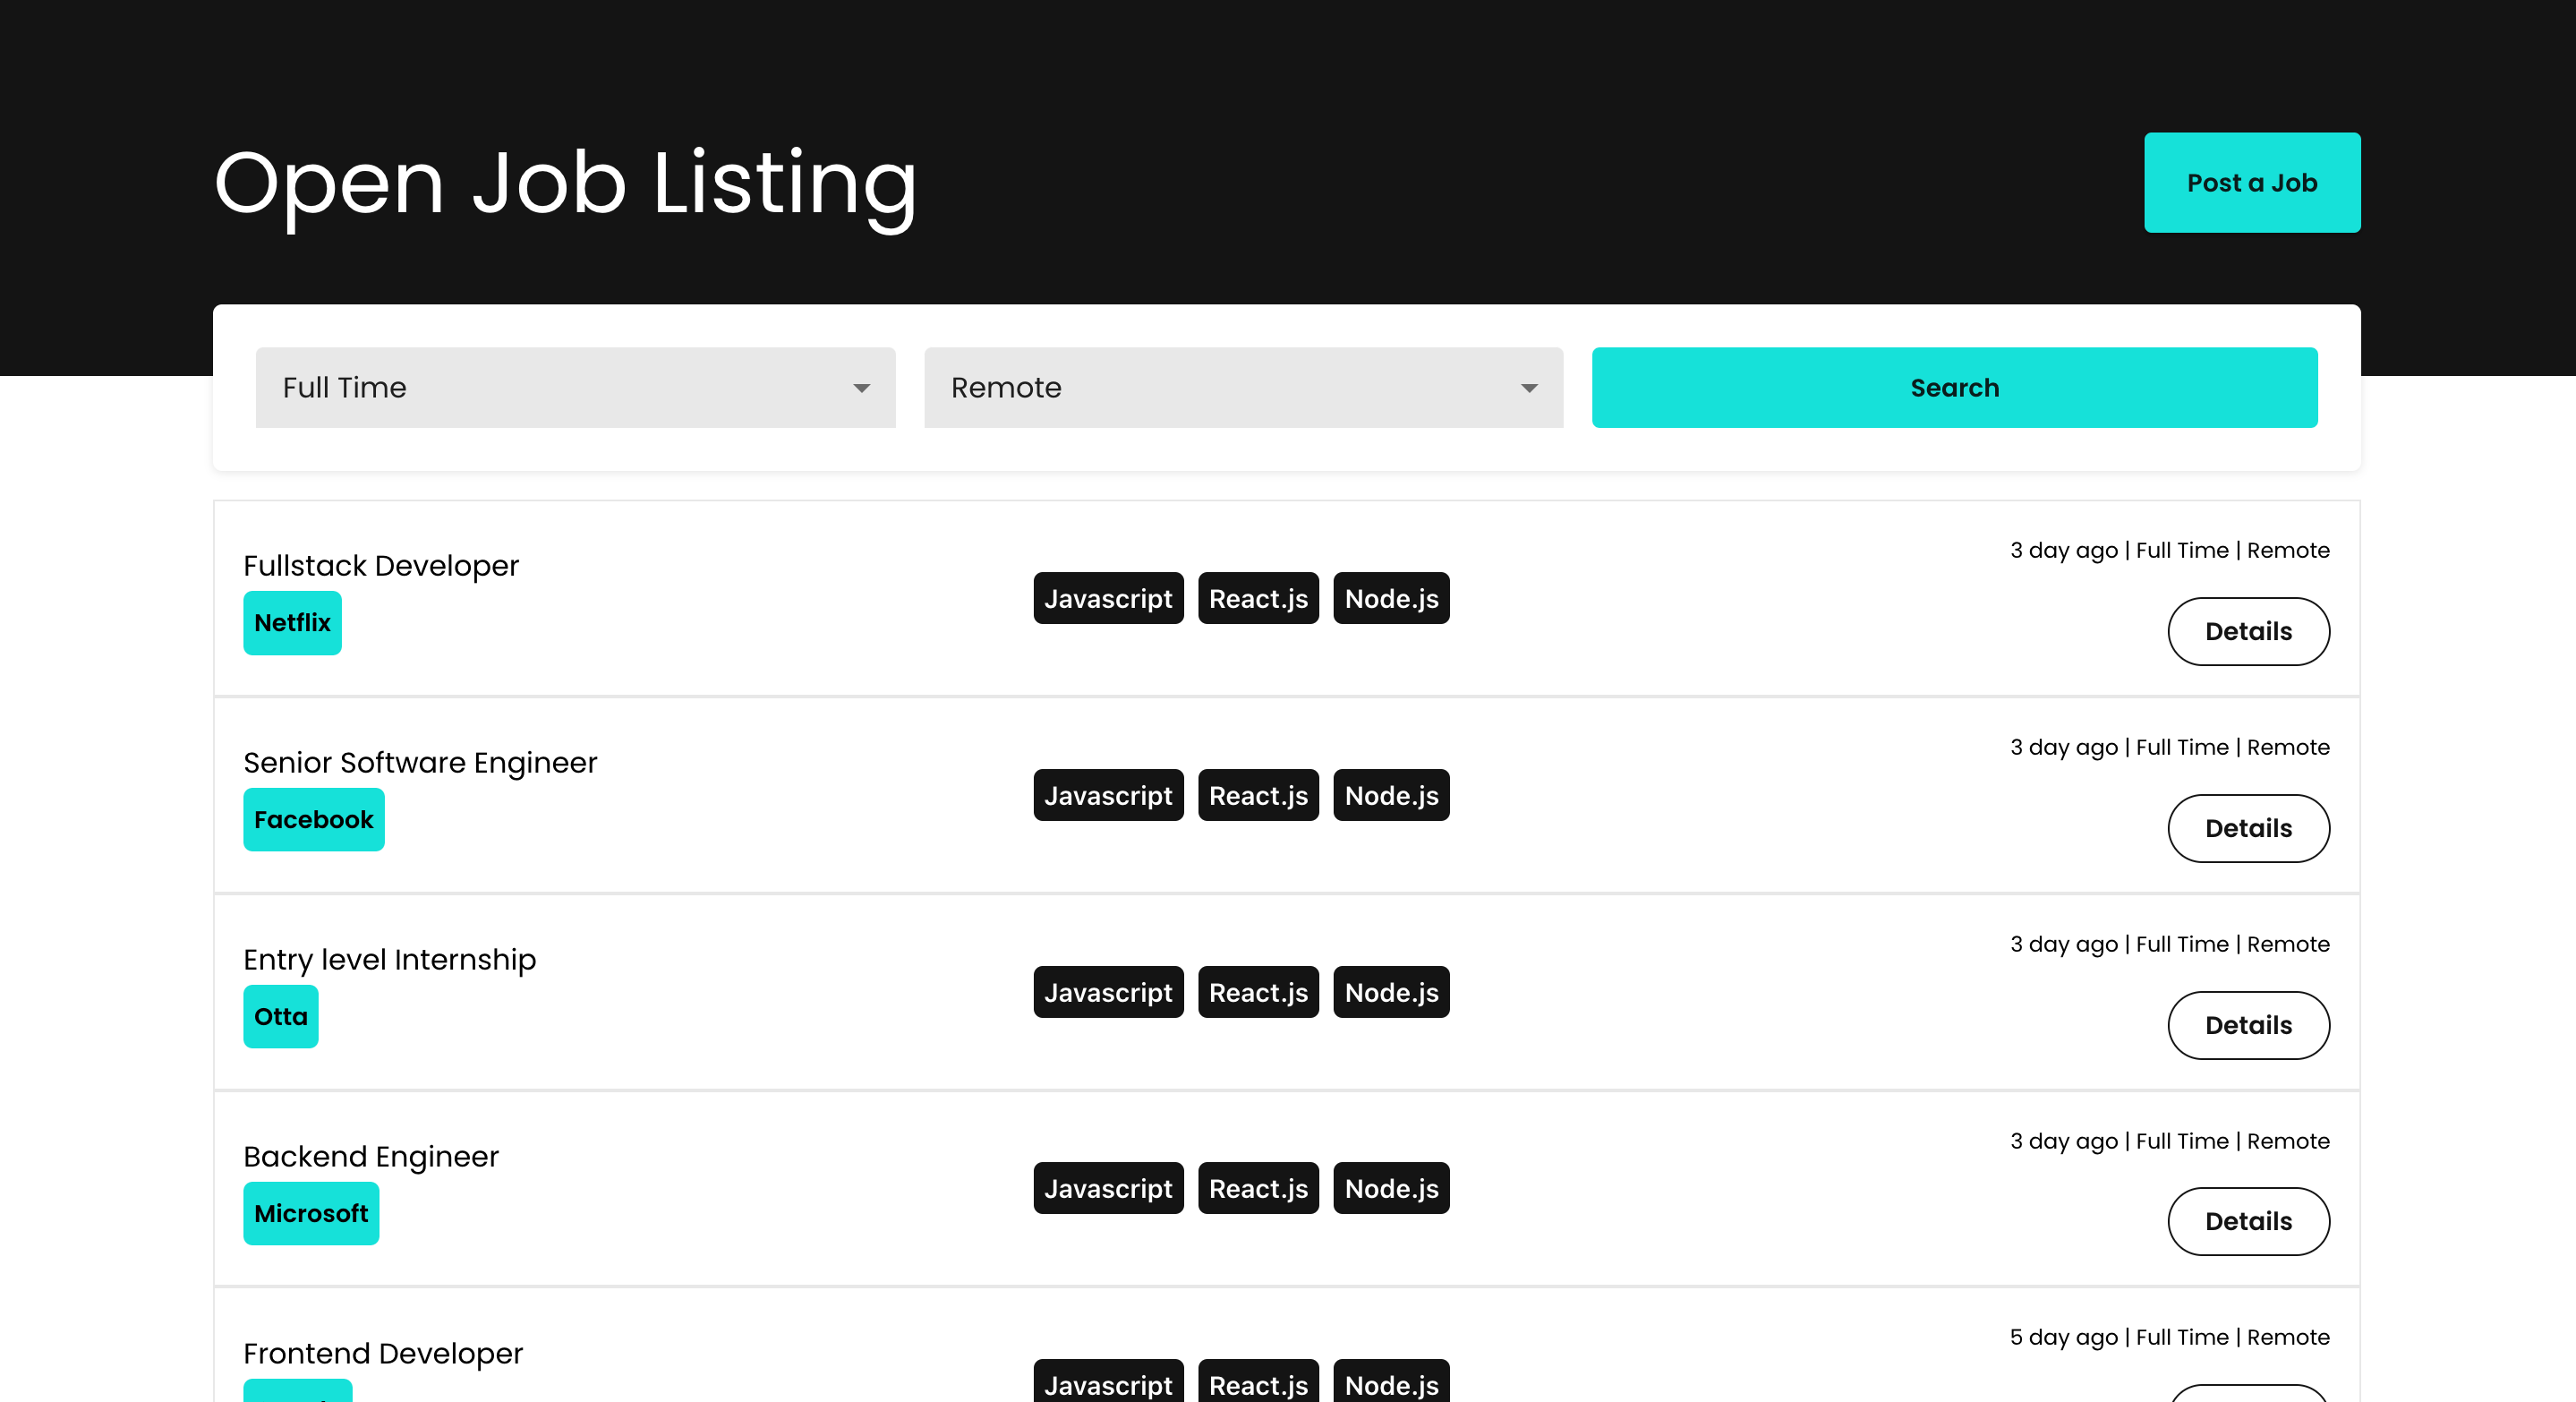 Open Job Listing
Post a Job
Full Time
Remote
Search
Fullstack Developer
Netflix
Javascript React.js Node.js
3 day ago | Full Time | Remote
Details
Senior Software Engineer
Facebook
Javascript React.js Node.js
3 day ago | Full Time | Remote
Details
Entry level Internship
Otta
Javascript React.js Node.js
3 day ago | Full Time | Remote
Details
Backend Engineer
Microsoft
Javascript React.js Node.js
3 day ago | Full Time | Remote
Details
Frontend Developer
Javascript React.js Node.js
5 day ago | Full Time | Remote